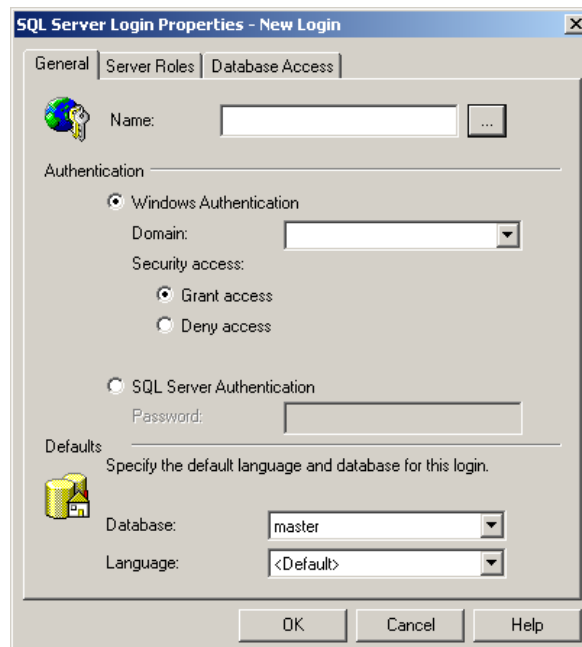 SQL Server Login Properties - New Login
General Server Roles Database Access
Name: ...
Authentication
Windows Authentication
Domain:
Security access:
Grant access
Deny access
SQL Server Authentication
Password:
Defaults
Specify the default language and database for this login.
Database: master
Language: <Default>
OK Cancel Help